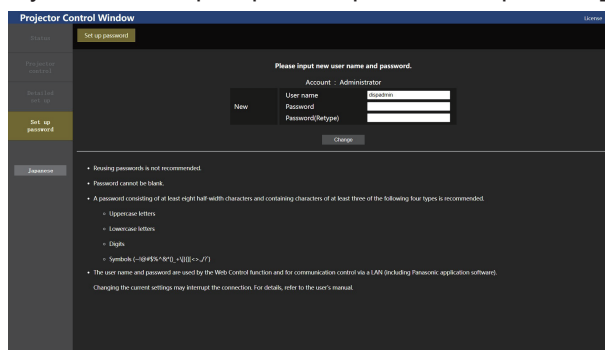 Projector Control Window
License
Status
Set up password
Projector
control
Please input new user name and password.
Account : Administrator
Detailed
set up
User name
dispadmin
New
Password
Password(Retype)
Set up
password
Change
Japanese
• Reusing passwords is not recommended.
• Password cannot be blank.
• A password consisting of at least eight half-width characters and containing characters of at least three of the following four types is recommended.
Uppercase letters
Lowercase letters
Digits
Symbols
• The user name and password are used by the Web Control function and for communication control via a LAN (including Panasonic application software).
Changing the current settings may interrupt the connection. For details, refer to the user's manual.